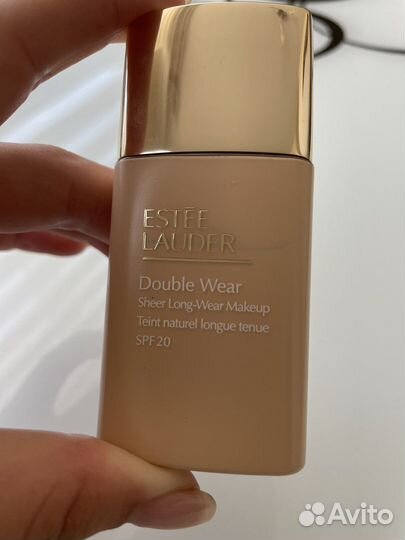 ESTĒE
LAUDER
Double Wear
Sheer Long-Wear Makeup
Teint naturel longue tenue
SPF 20
Avito